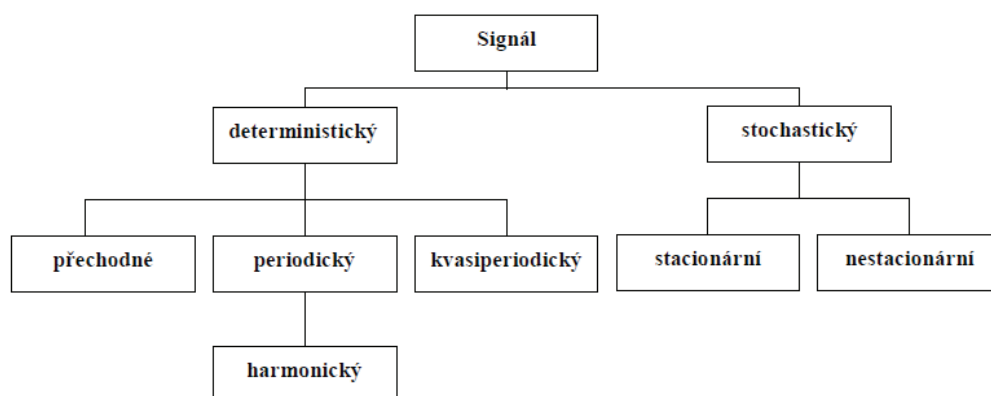 Signál
deterministický
stochastický
přechodné
periodický
kvasiperiodický
stacionární
nestacionární
harmonický